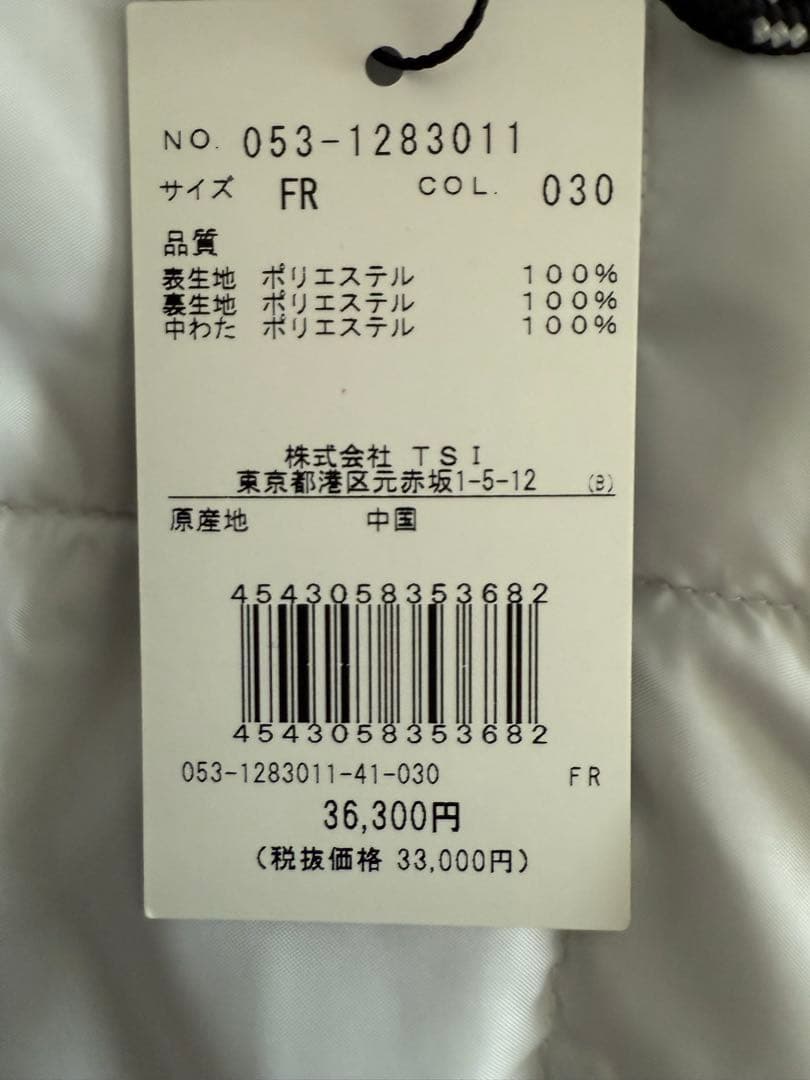 NO. 053-1283011
サイズ FR COL. 030
品質
表生地 ポリエステル 100%
裏生地 ポリエステル 100%
中わた ポリエステル 100%
株式会社 TSI
東京都港区元赤坂1-5-12 (B)
原産地 中国
4543058353682
4543058353682
053-1283011-41-030 FR
36,300円
(税抜価格 33,000円)